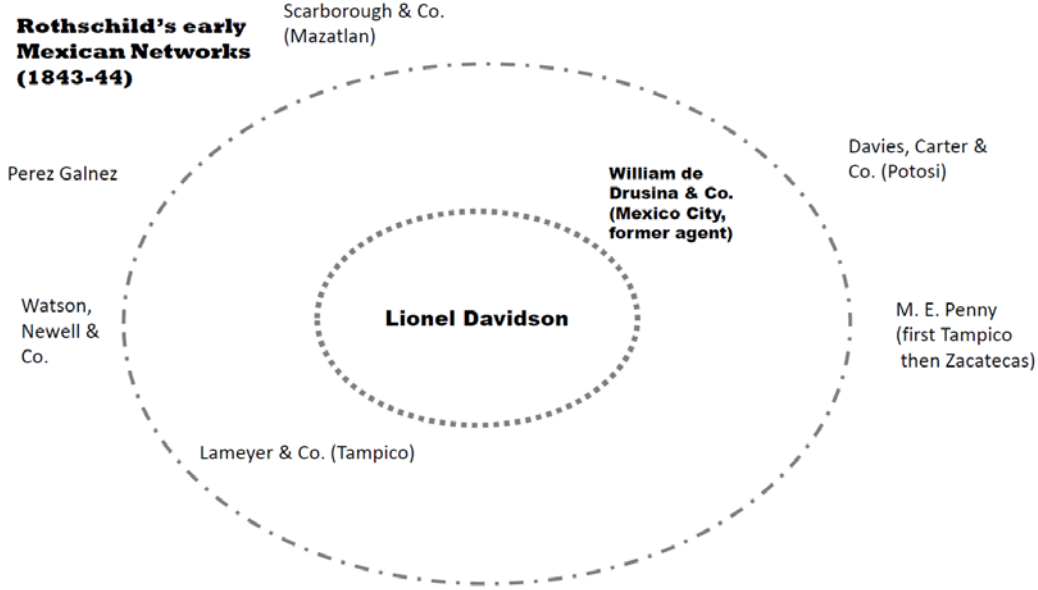 Rothschild's early
Mexican Networks
(1843-44)
Scarborough & Co.
(Mazatlan)
Perez Galnez
William de
Drusina & Co.
(Mexico City,
former agent)
Davies, Carter &
Co. (Potosi)
Watson,
Newell &
Co.
Lionel Davidson
M. E. Penny
(first Tampico
then Zacatecas)
Lameyer & Co. (Tampico)